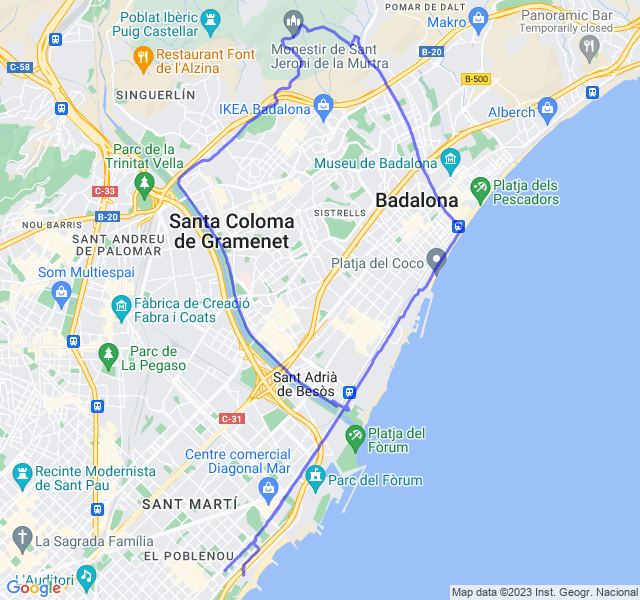 POMAR DE DALT
Poblat Ibèric
Puig Castellar
Makro
Panoramic Bar
Temporarily closed
Monestir de Sant
Jeroni de la Murtra
B-20
Restaurant Font
de l'Alzina
C-58
B-500
SINGUERLÍN
IKEA Badalona
Alberch
Parc de la
Trinitat Vella
Museu de Badalona
C-33
Platja dels
Pescadors
Badalona
B-20
NOU BARRIS
Santa Coloma
de Gramenet
SISTRELLS
SANT ANDREU
DE PALOMAR
Platja del Coco
Som Multiespai
Fàbrica de Creació
Fabra i Coats
Parc de
La Pegaso
Sant Adrià
de Besòs
C-31
Platja del
Fòrum
Centre comercial
Diagonal Mar
Recinte Modernista
de Sant Pau
Parc del Fòrum
SANT MARTÍ
La Sagrada Família
EL POBLENOU
L'Auditori
Google
Map data ©2023 Inst. Geogr. Nacional